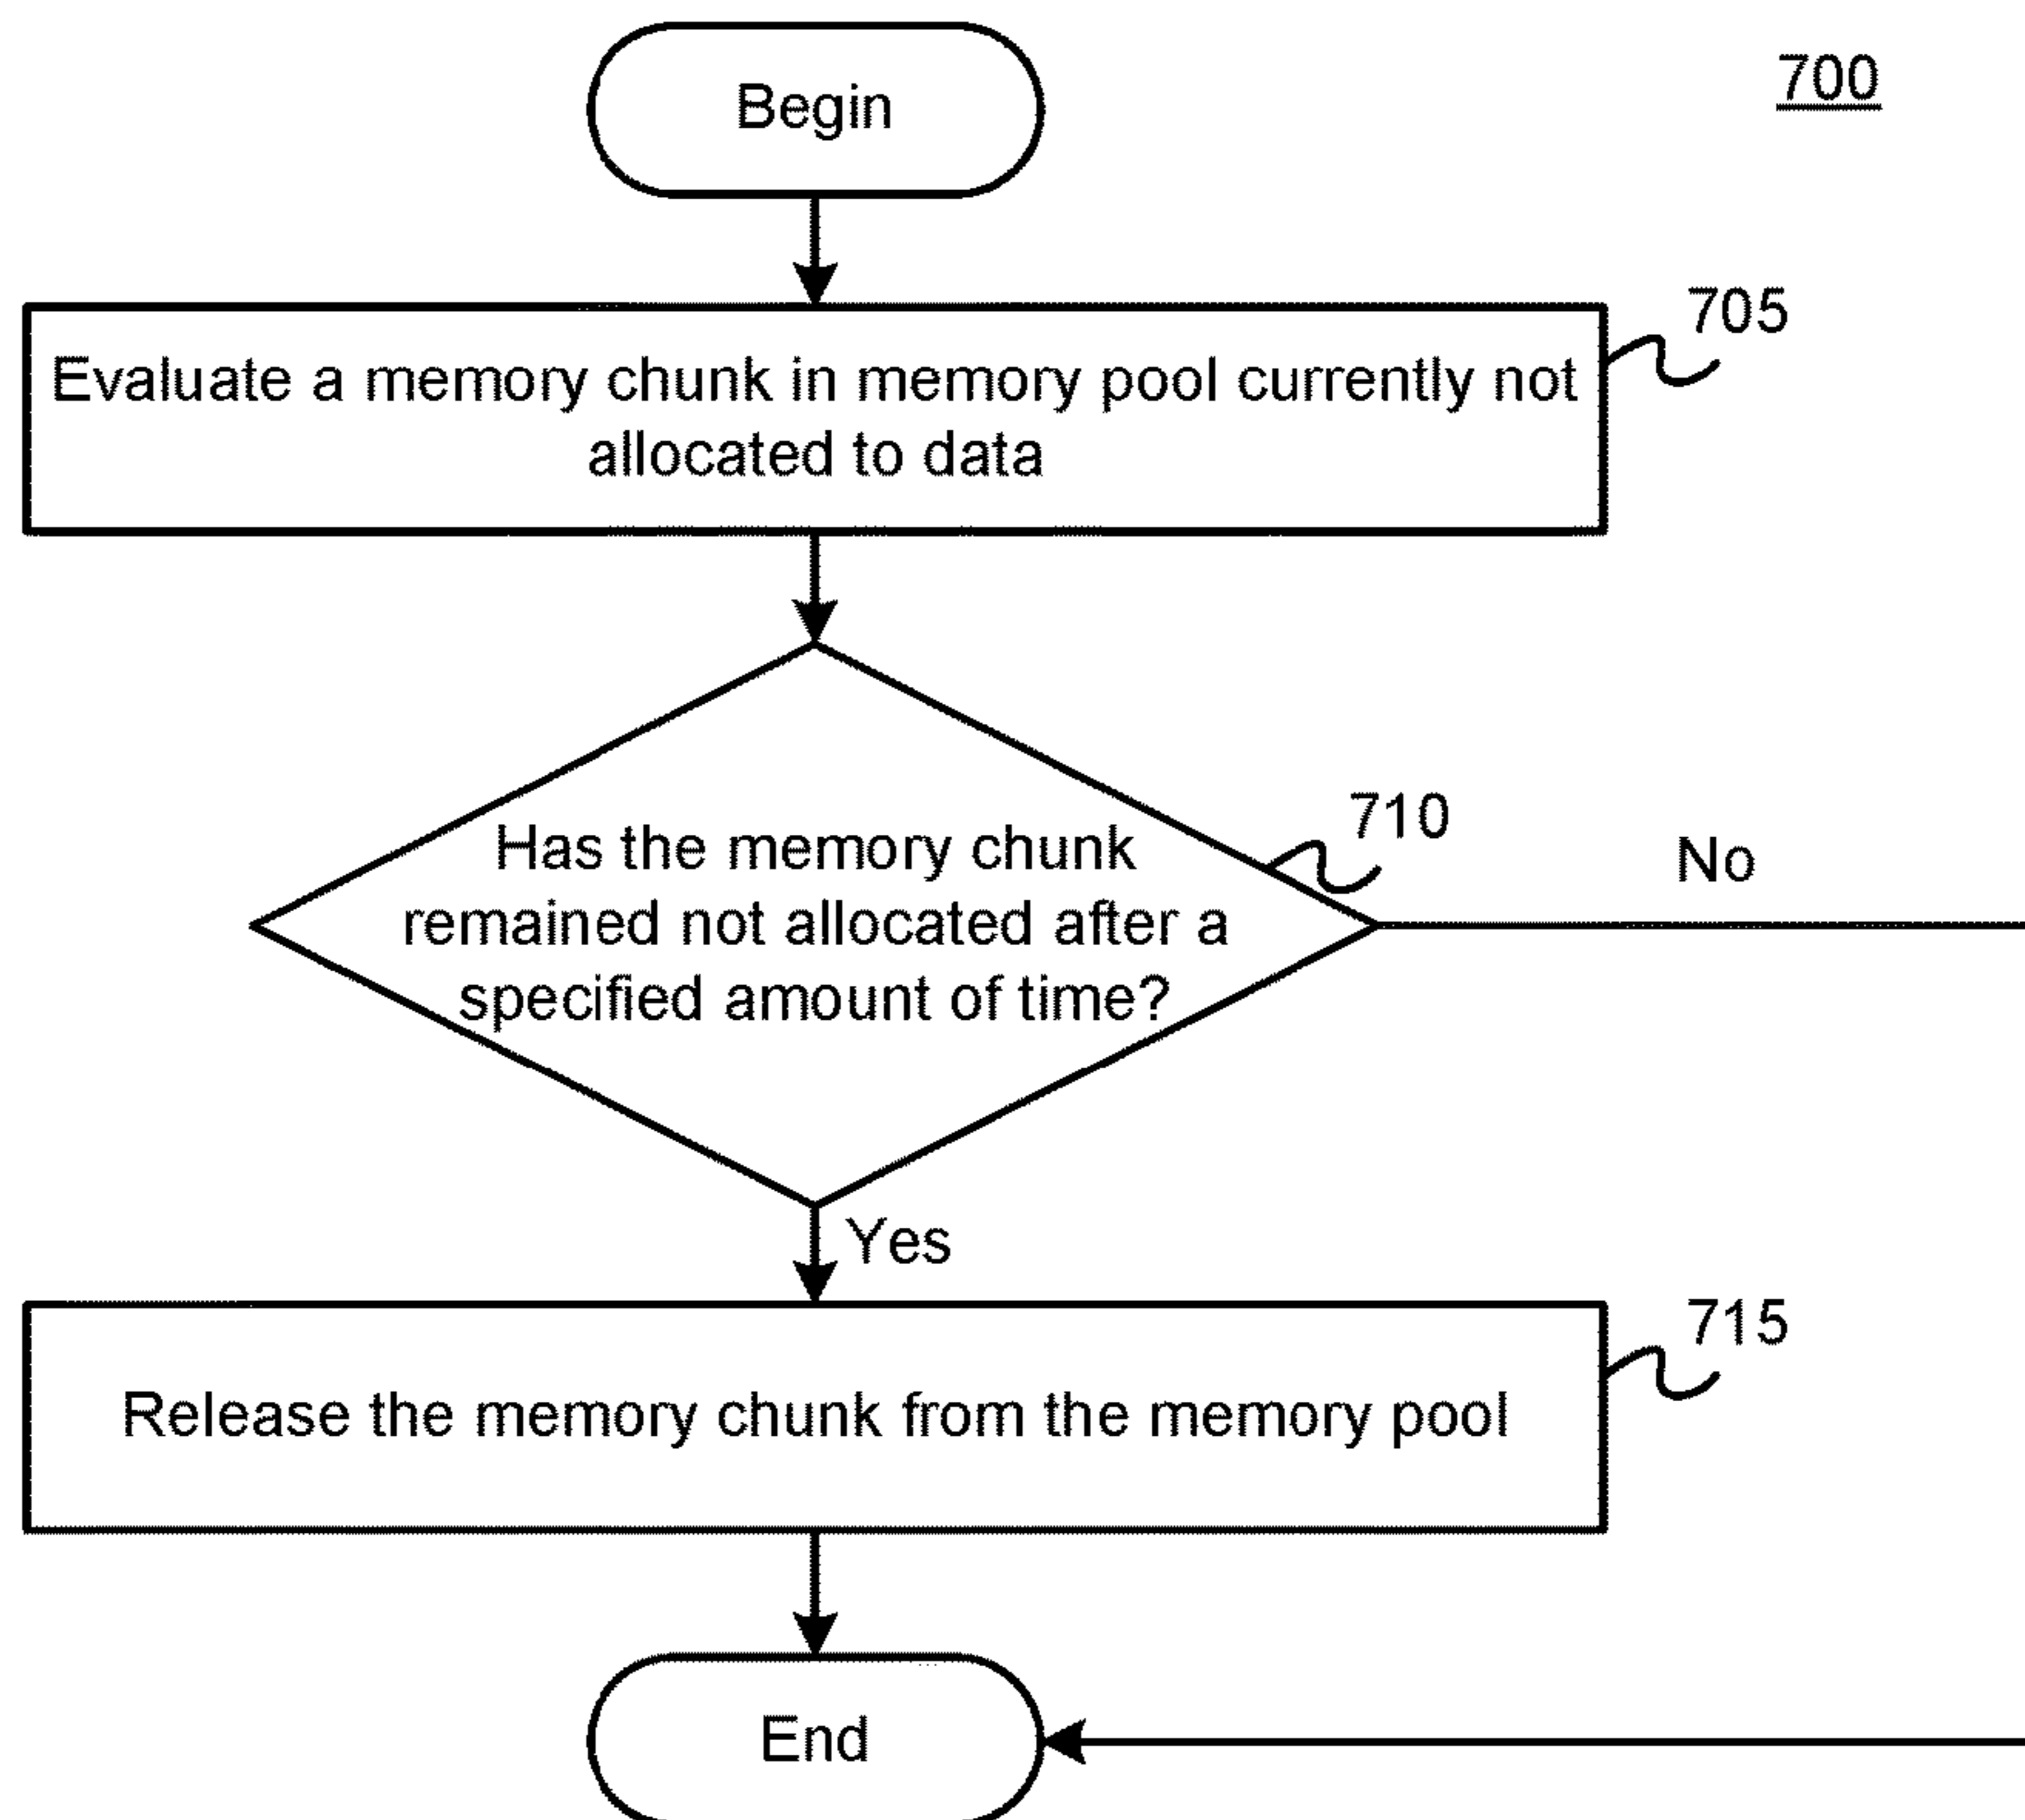 Begin
700
705
Evaluate a memory chunk in memory pool currently not
allocated to data
710
Has the memory chunk
remained not allocated after a
specified amount of time?
No
Yes
715
Release the memory chunk from the memory pool
End